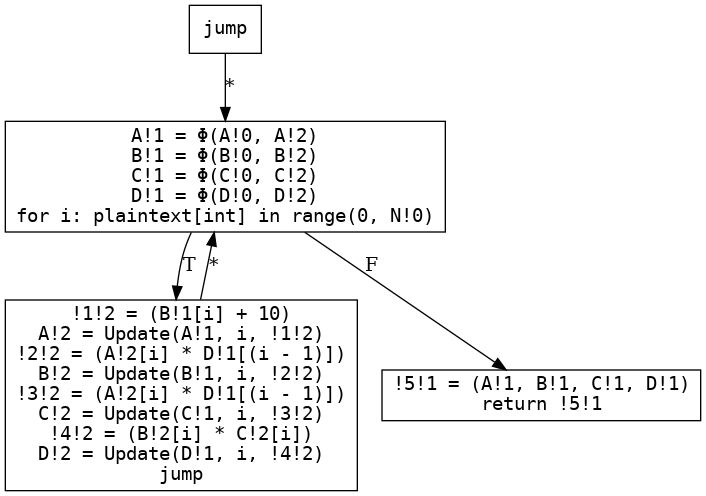 jump
*
A!1 = Φ(A!0, A!2)
B!1 = Φ(B!0, B!2)
C!1 = Φ(C!0, C!2)
D!1 = Φ(D!0, D!2)
for i: plaintext[int] in range(0, N!0)
T
*
F
!1!2 = (B!1[i] + 10)
A!2 = Update(A!1, i, !1!2)
!2!2 = (A!2[i] * D!1[(i - 1)])
B!2 = Update(B!1, i, !2!2)
!3!2 = (A!2[i] * D!1[(i - 1)])
C!2 = Update(C!1, i, !3!2)
!4!2 = (B!2[i] * C!2[i])
D!2 = Update(D!1, i, !4!2)
jump
!5!1 = (A!1, B!1, C!1, D!1)
return !5!1